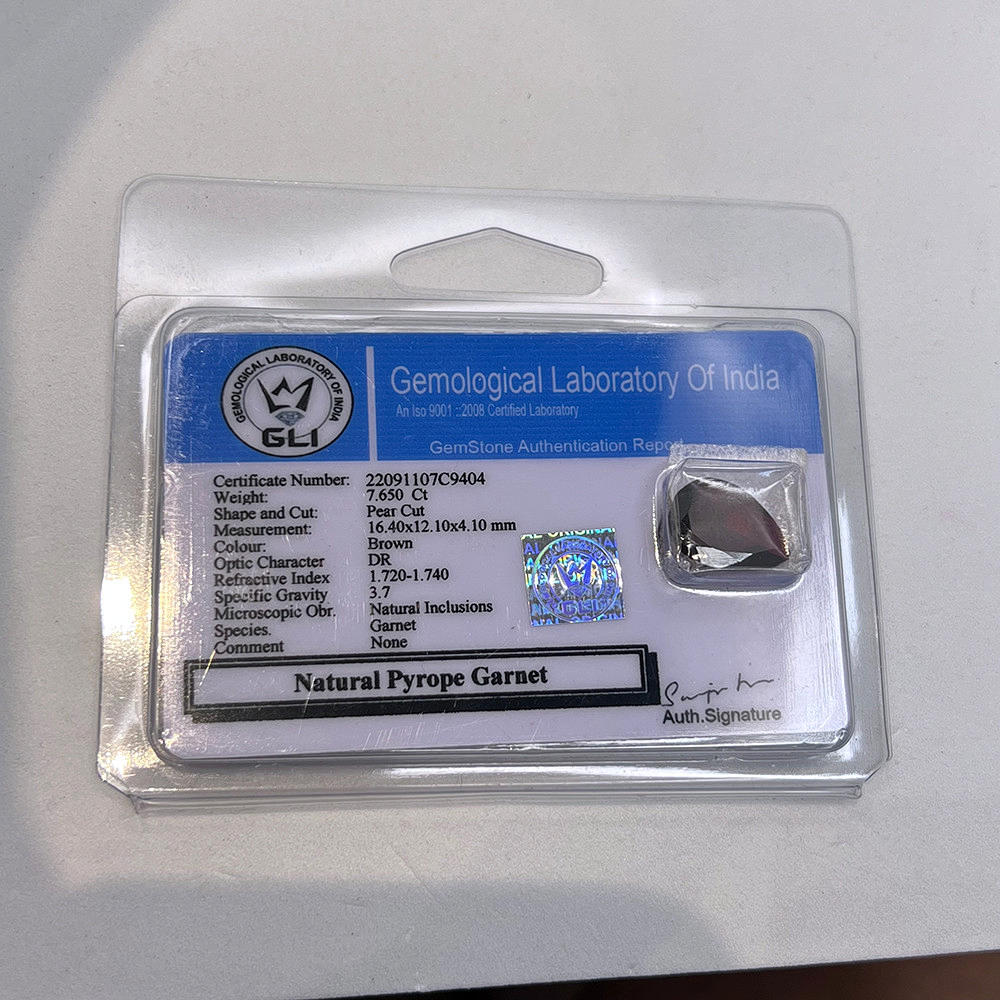 GEMOLOGICAL LABORATORY OF INDIA
GLI
Gemological Laboratory Of India
An Iso 9001 ::2008 Certified Laboratory
GemStone Authentication Report
Certificate Number: 22091107C9404
Weight: 7.650 Ct
Shape and Cut: Pear Cut
Measurement: 16.40x12.10x4.10 mm
Colour: Brown
Optic Character DR
Refractive Index 1.720-1.740
Specific Gravity 3.7
Microscopic Obr. Natural Inclusions
Species. Garnet
Comment None
Natural Pyrope Garnet
Auth.Signature